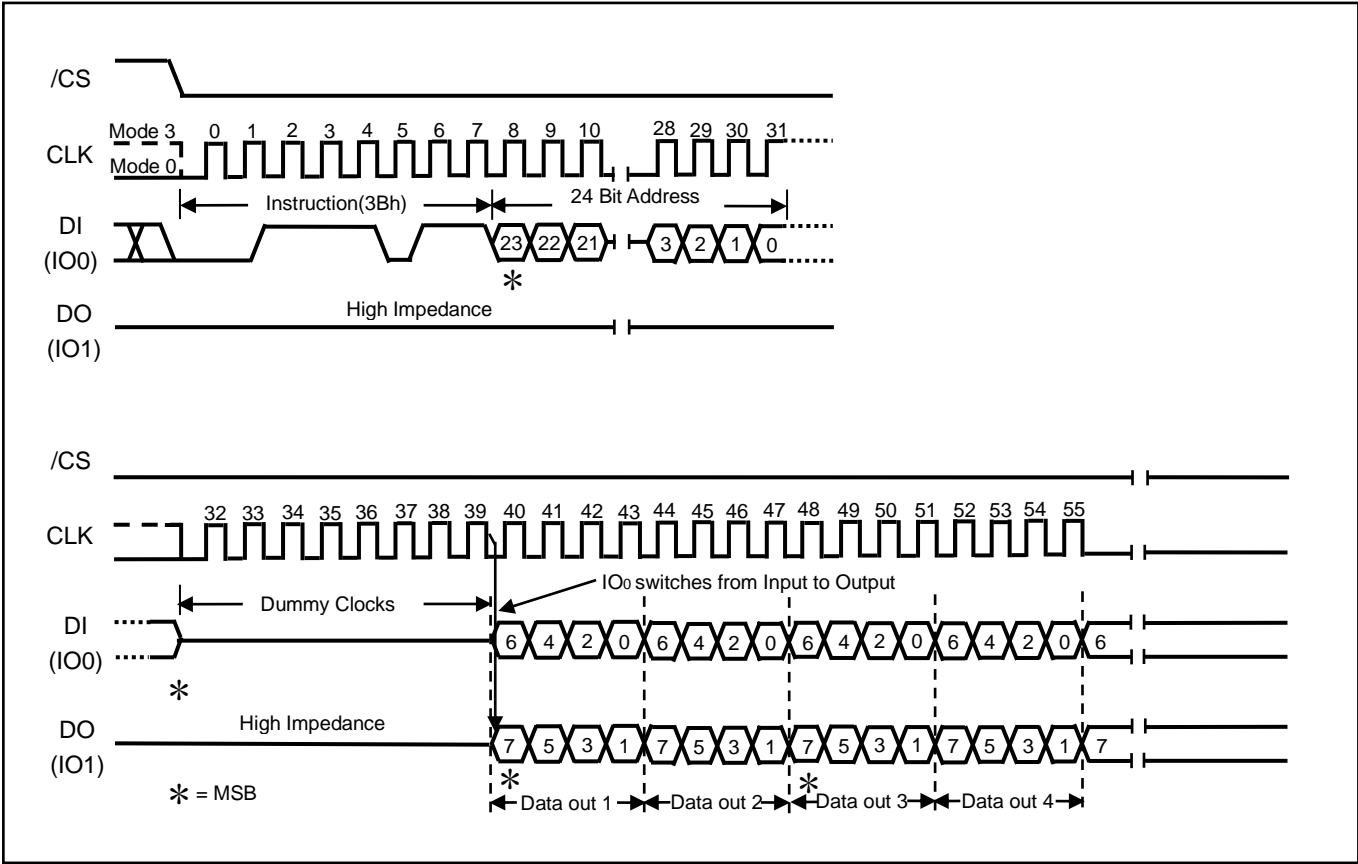 /CS
Mode 3 0 1 2 3 4 5 6 7 8 9 10 28 29 30 31
CLK
Mode 0
Instruction(3Bh) 24 Bit Address
DI
(IO0)
23 22 21 3 2 1 0
*
DO
(IO1)
High Impedance
/CS
32 33 34 35 36 37 38 39 40 41 42 43 44 45 46 47 48 49 50 51 52 53 54 55
CLK
IO0 switches from Input to Output
Dummy Clocks
DI
(IO0)
6 4 2 0 6 4 2 0 6 4 2 0 6 4 2 0 6
*
High Impedance
DO
(IO1)
7 5 3 1 7 5 3 1 7 5 3 1 7 5 3 1 7
* *
* = MSB
Data out 1 Data out 2 Data out 3 Data out 4